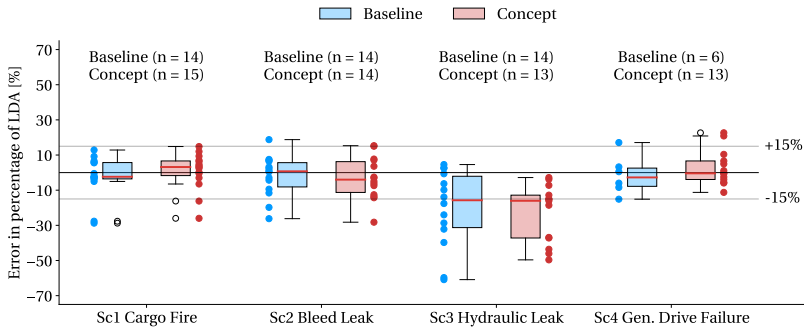 Baseline Concept
Error in percentage of LDA [%]
70
50
30
10
−10
−30
−50
−70
Baseline (n = 14)
Concept (n = 15)
Baseline (n = 14)
Concept (n = 14)
Baseline (n = 14)
Concept (n = 13)
Baseline (n = 6)
Concept (n = 13)
+15%
-15%
Sc1 Cargo Fire
Sc2 Bleed Leak
Sc3 Hydraulic Leak
Sc4 Gen. Drive Failure